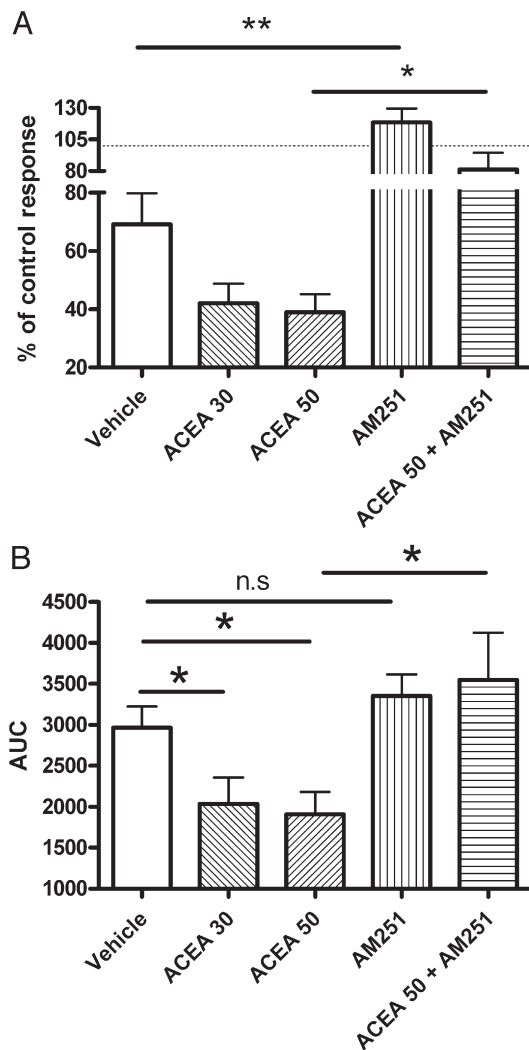 A
**
*
% of control response
130
105
80
80
60
40
20
Vehicle
ACEA 30
ACEA 50
AM251
ACEA 50 + AM251
B
*
n.s
*
*
AUC
4500
4000
3500
3000
2500
2000
1500
1000
Vehicle
ACEA 30
ACEA 50
AM251
ACEA 50 + AM251